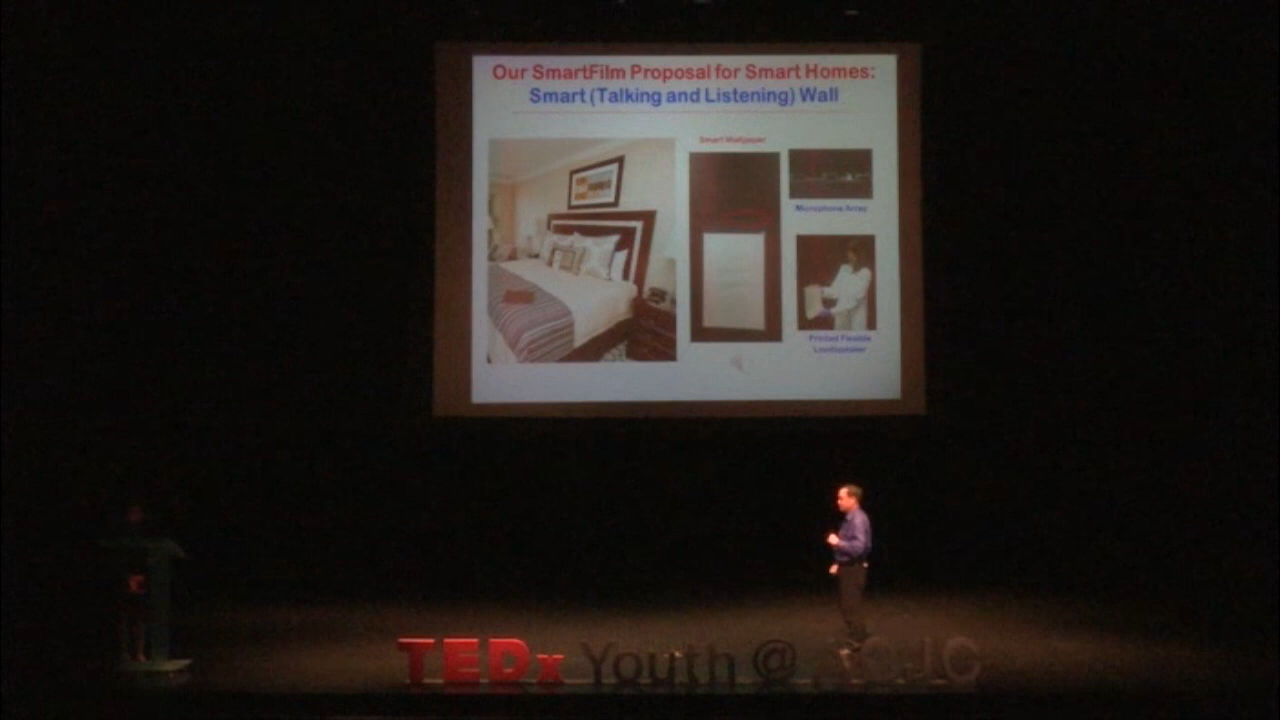 Our SmartFilm Proposal for Smart Homes:
Smart (Talking and Listening) Wall
Smart Wallpaper
Microphone Array
Printed Flexible
Loudspeaker
TEDx Youth @